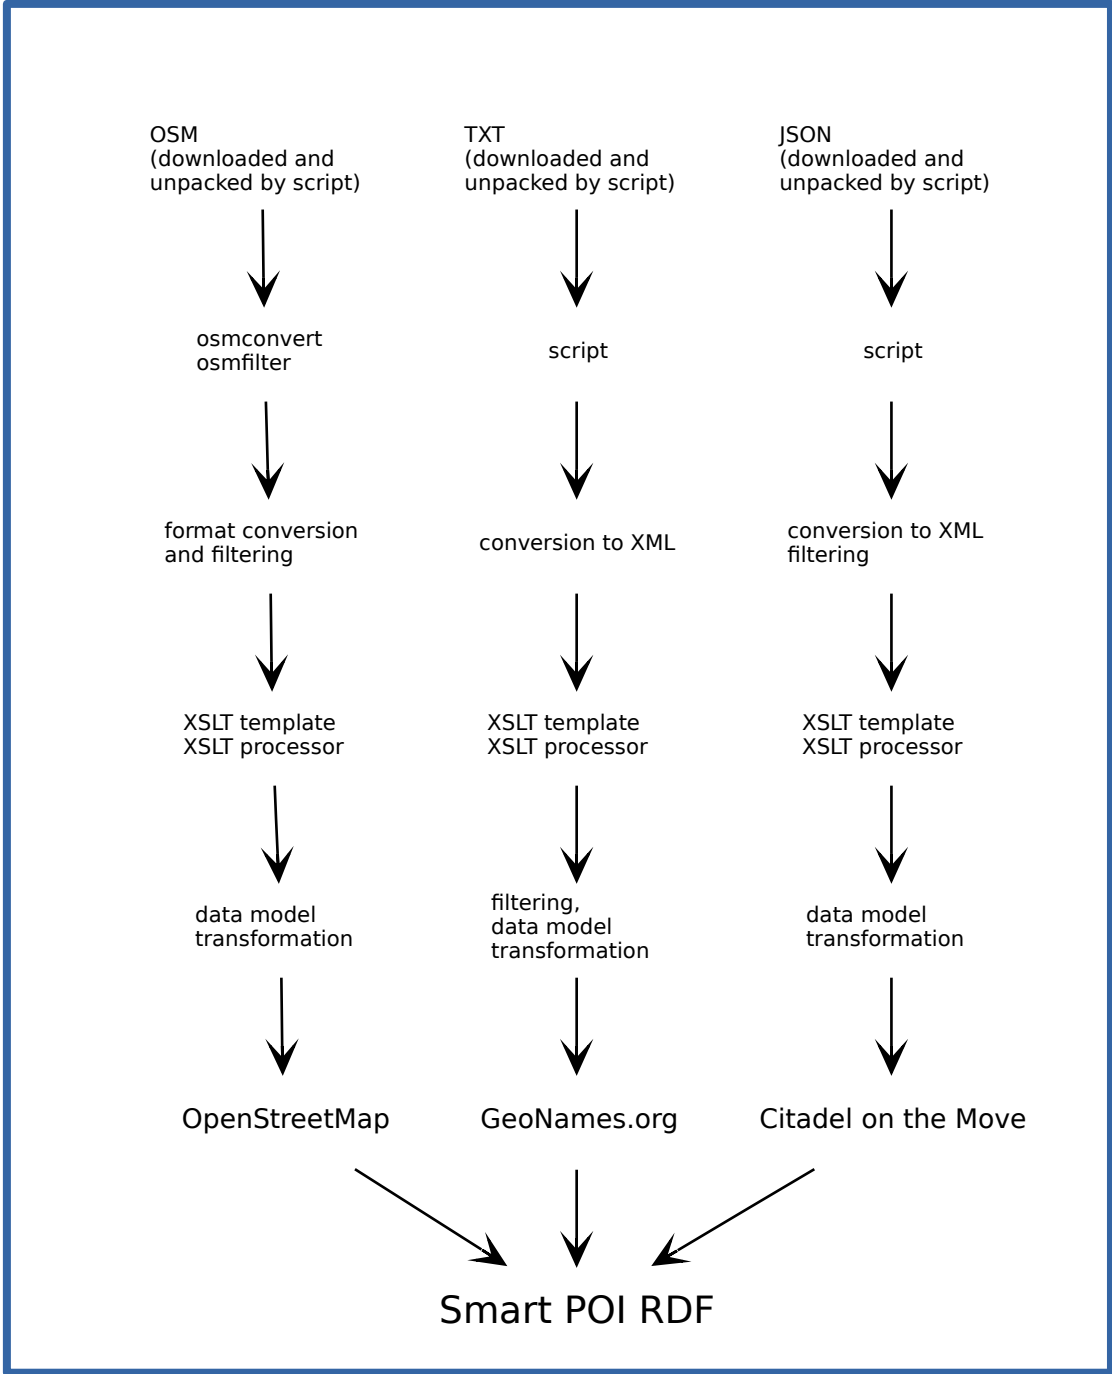 OSM
(downloaded and
unpacked by script)
TXT
(downloaded and
unpacked by script)
JSON
(downloaded and
unpacked by script)
osmconvert
osmfilter
script
script
format conversion
and filtering
conversion to XML
conversion to XML
filtering
XSLT template
XSLT processor
XSLT template
XSLT processor
XSLT template
XSLT processor
data model
transformation
filtering,
data model
transformation
data model
transformation
OpenStreetMap
GeoNames.org
Citadel on the Move
Smart POI RDF